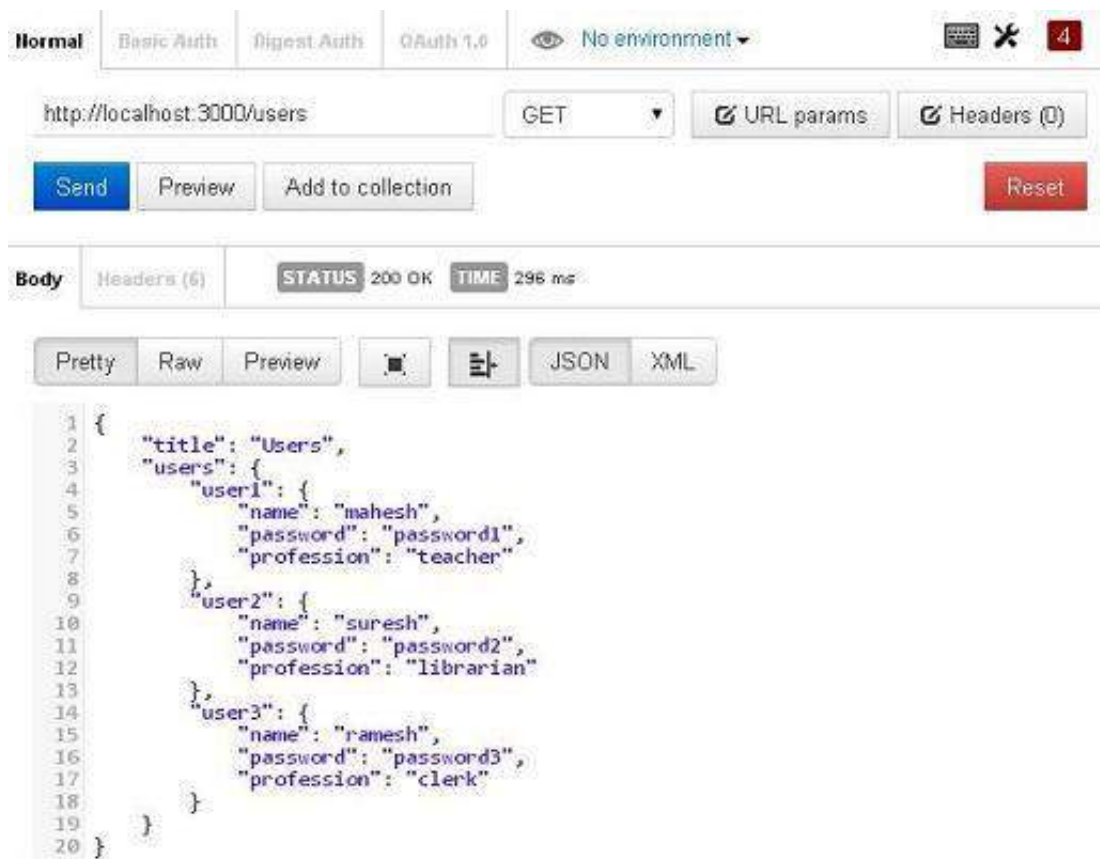 Normal Basic Auth Digest Auth OAuth 1.0 No environment 4
http://localhost:3000/users GET URL params Headers (0)
Send Preview Add to collection Reset
Body Headers (6) STATUS 200 OK TIME 296 ms
Pretty Raw Preview JSON XML
1 {
2 "title": "Users",
3 "users": {
4 "user1": {
5 "name": "mahesh",
6 "password": "password1",
7 "profession": "teacher"
8 },
9 "user2": {
10 "name": "suresh",
11 "password": "password2",
12 "profession": "librarian"
13 },
14 "user3": {
15 "name": "ramesh",
16 "password": "password3",
17 "profession": "clerk"
18 }
19 }
20 }